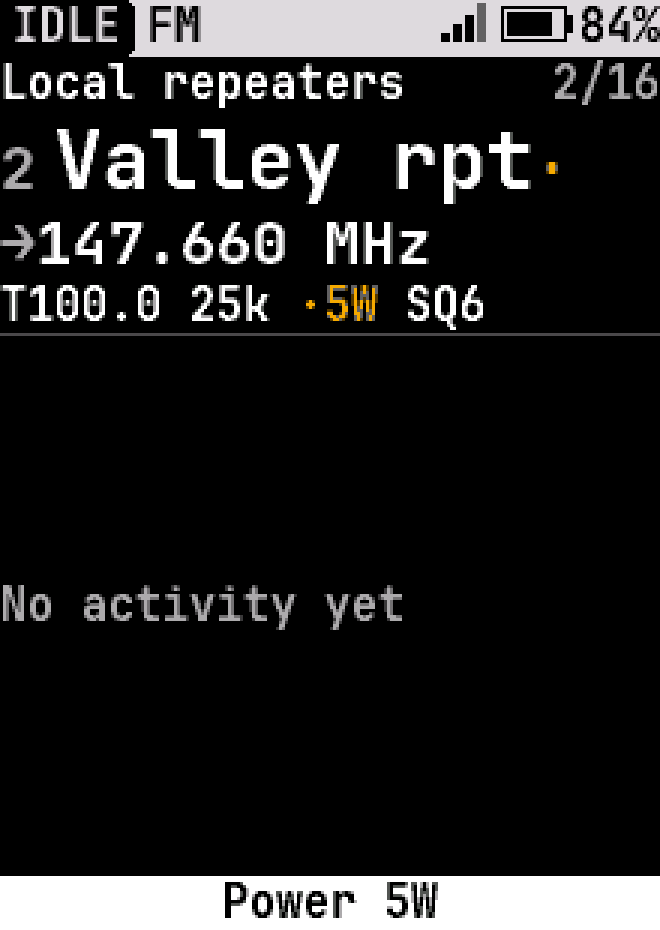 IDLE FM 84%
Local repeaters 2/16
2 Valley rpt·
→147.660 MHz
T100.0 25k ·5W SQ6
No activity yet
Power 5W